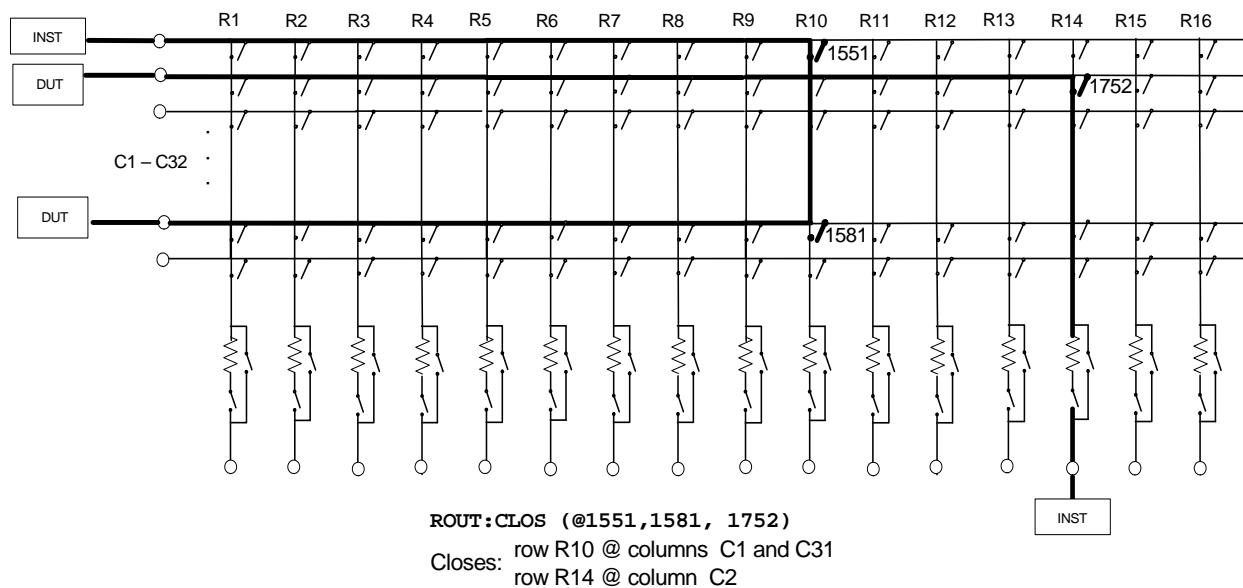 R1 R2 R3 R4 R5 R6 R7 R8 R9 R10 R11 R12 R13 R14 R15 R16
INST
1551
DUT
1752
C1 – C32
DUT
1581
INST
ROUT:CLOS (@1551,1581, 1752)
Closes: row R10 @ columns C1 and C31
row R14 @ column C2